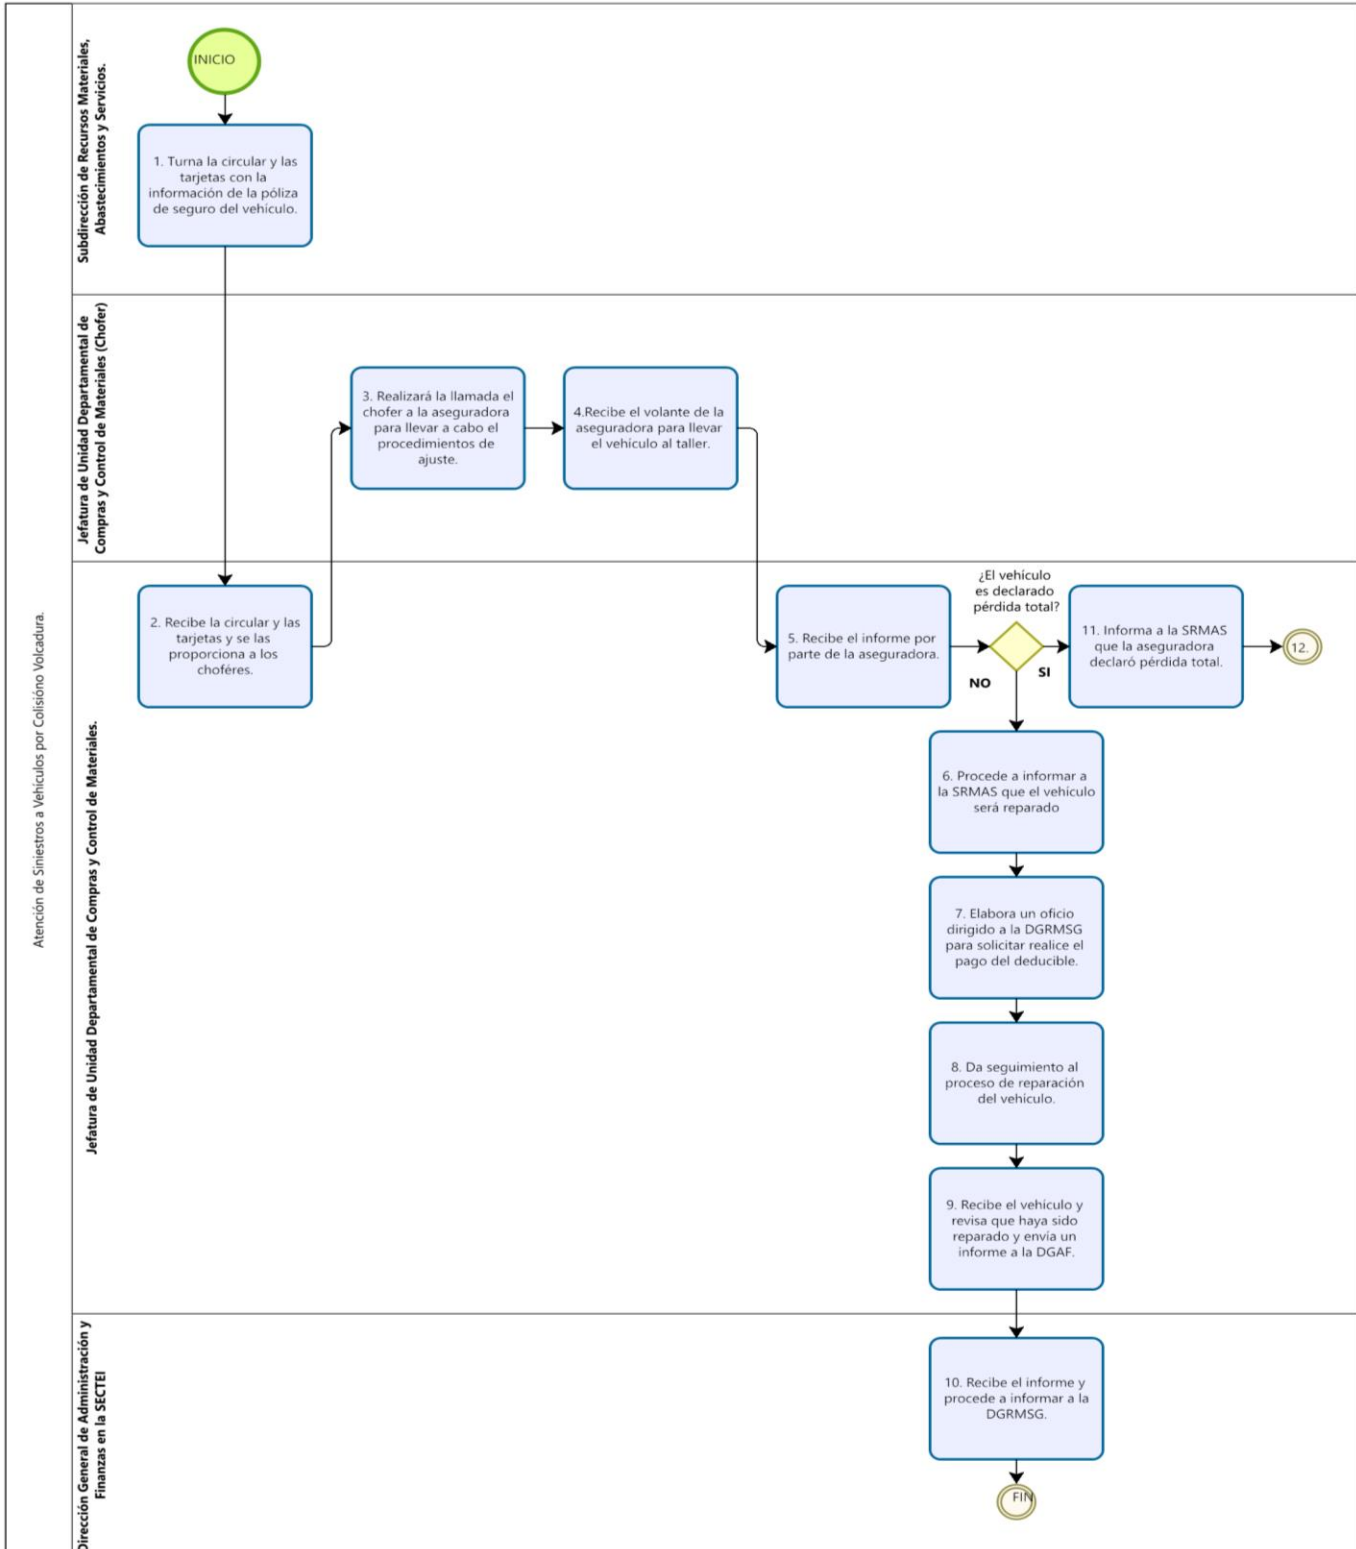 Atención de Siniestros a Vehículos por Colisióno Volcadura.
Subdirección de Recursos Materiales,
Abastecimientos y Servicios.
INICIO
1. Turna la circular y las
tarjetas con la
información de la póliza
de seguro del vehículo.
Jefatura de Unidad Departamental de
Compras y Control de Materiales (Chofer)
3. Realizará la llamada el
chofer a la aseguradora
para llevar a cabo el
procedimientos de
ajuste.
4.Recibe el volante de la
aseguradora para llevar
el vehículo al taller.
Jefatura de Unidad Departamental de Compras y Control de Materiales.
2. Recibe la circular y las
tarjetas y se las
proporciona a los
choféres.
5. Recibe el informe por
parte de la aseguradora.
¿El vehículo
es declarado
pérdida total?
NO
SI
11. Informa a la SRMAS
que la aseguradora
declaró pérdida total.
12.
6. Procede a informar a
la SRMAS que el vehículo
será reparado
7. Elabora un oficio
dirigido a la DGRMSG
para solicitar realice el
pago del deducible.
8. Da seguimiento al
proceso de reparación
del vehículo.
9. Recibe el vehículo y
revisa que haya sido
reparado y envía un
informe a la DGAF.
Dirección General de Administración y
Finanzas en la SECTEI
10. Recibe el informe y
procede a informar a la
DGRMSG.
FIN